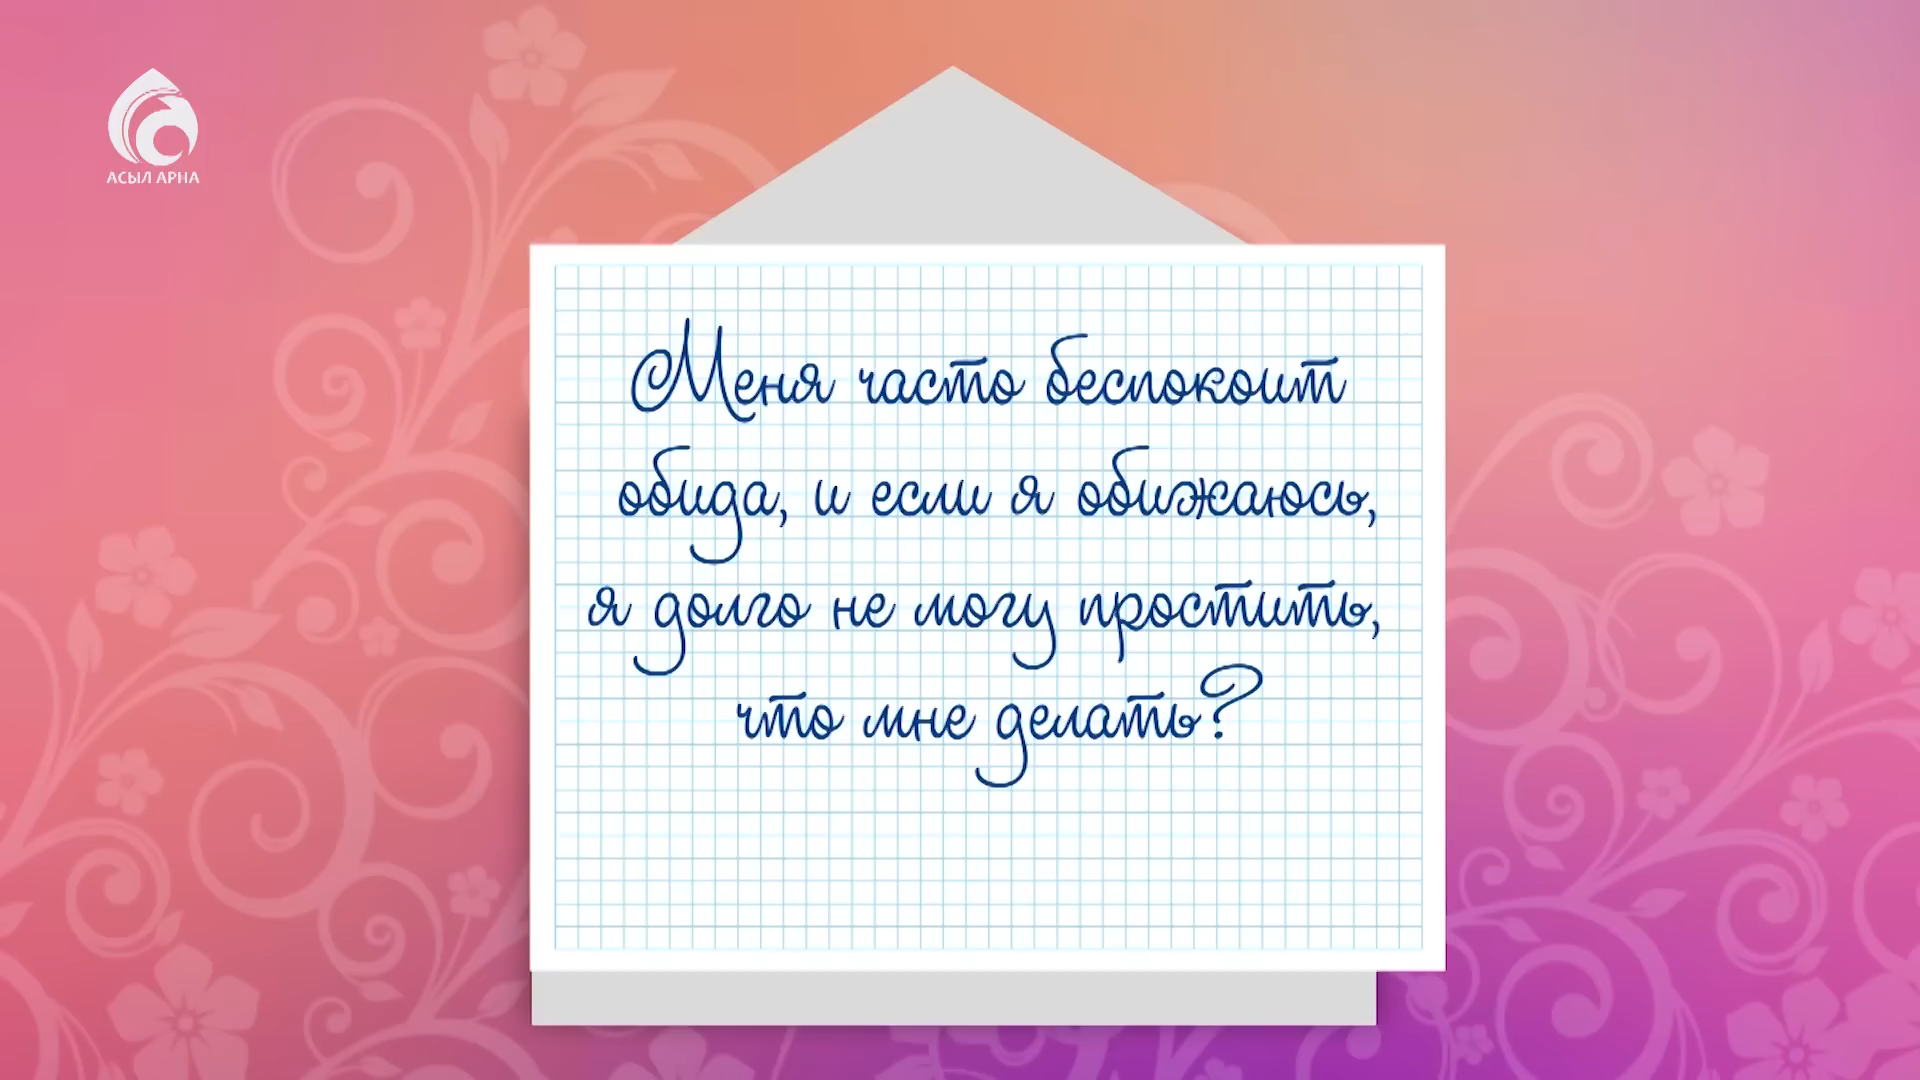 АСЫЛ АРНА
Меня часто беспокоит
обида, и если я обижаюсь,
я долго не могу простить,
что мне делать?